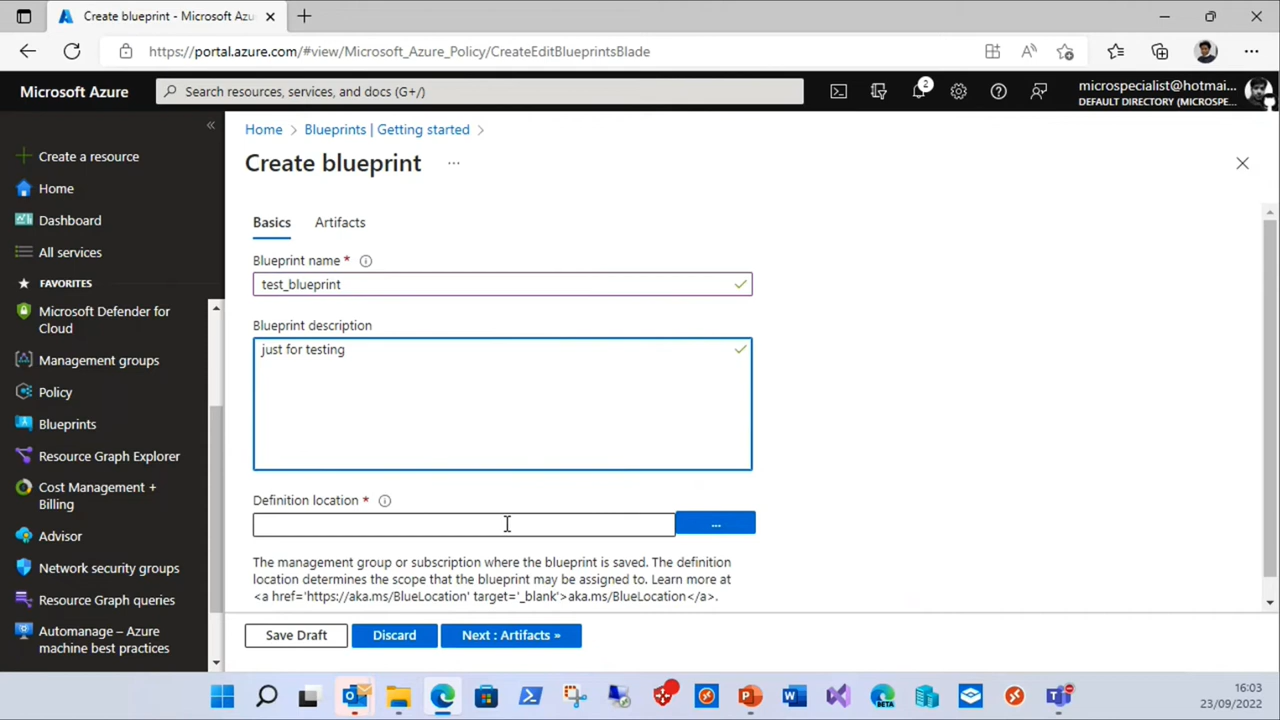 Create blueprint - Microsoft Azu
https://portal.azure.com/#view/Microsoft_Azure_Policy/CreateEditBlueprintsBlade
Microsoft Azure
Search resources, services, and docs (G+/)
2
microspecialist@hotmai...
DEFAULT DIRECTORY (MICROSPE...
Create a resource
Home
Dashboard
All services
FAVORITES
Microsoft Defender for
Cloud
Management groups
Policy
Blueprints
Resource Graph Explorer
Cost Management +
Billing
Advisor
Network security groups
Resource Graph queries
Automanage – Azure
machine best practices
Home > Blueprints | Getting started >
Create blueprint ...
Basics Artifacts
Blueprint name *
test_blueprint
Blueprint description
just for testing
Definition location *
...
The management group or subscription where the blueprint is saved. The definition
location determines the scope that the blueprint may be assigned to. Learn more at
<a href='https://aka.ms/BlueLocation' target='_blank'>aka.ms/BlueLocation</a>.
Save Draft Discard Next : Artifacts »
16:03
23/09/2022